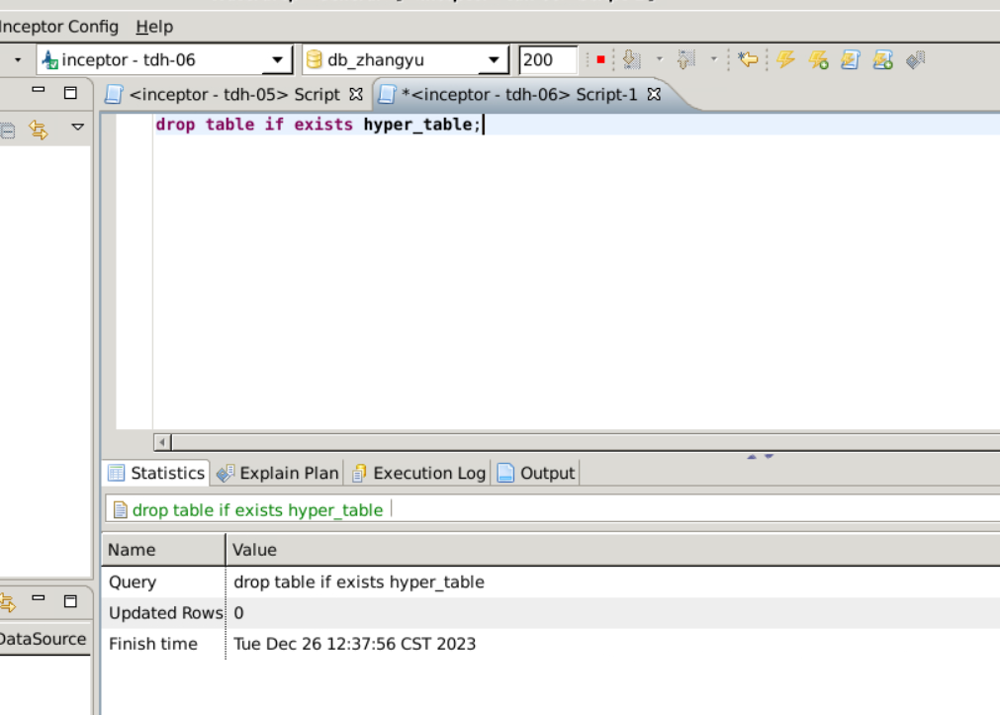 Inceptor Config Help
inceptor - tdh-06 db_zhangyu 200
<inceptor - tdh-05> Script *<inceptor - tdh-06> Script-1
drop table if exists hyper_table;
Statistics Explain Plan Execution Log Output
drop table if exists hyper_table
Name Value
Query drop table if exists hyper_table
Updated Rows 0
Finish time Tue Dec 26 12:37:56 CST 2023
DataSource